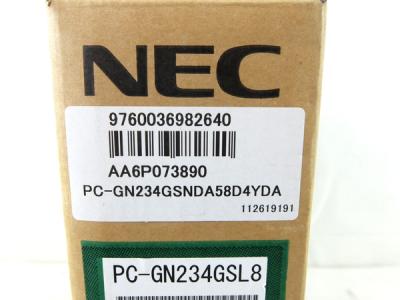 NEC
9760036982640
AA6P073890
PC-GN234GSNDA58D4YDA
112619191
PC-GN234GSL8